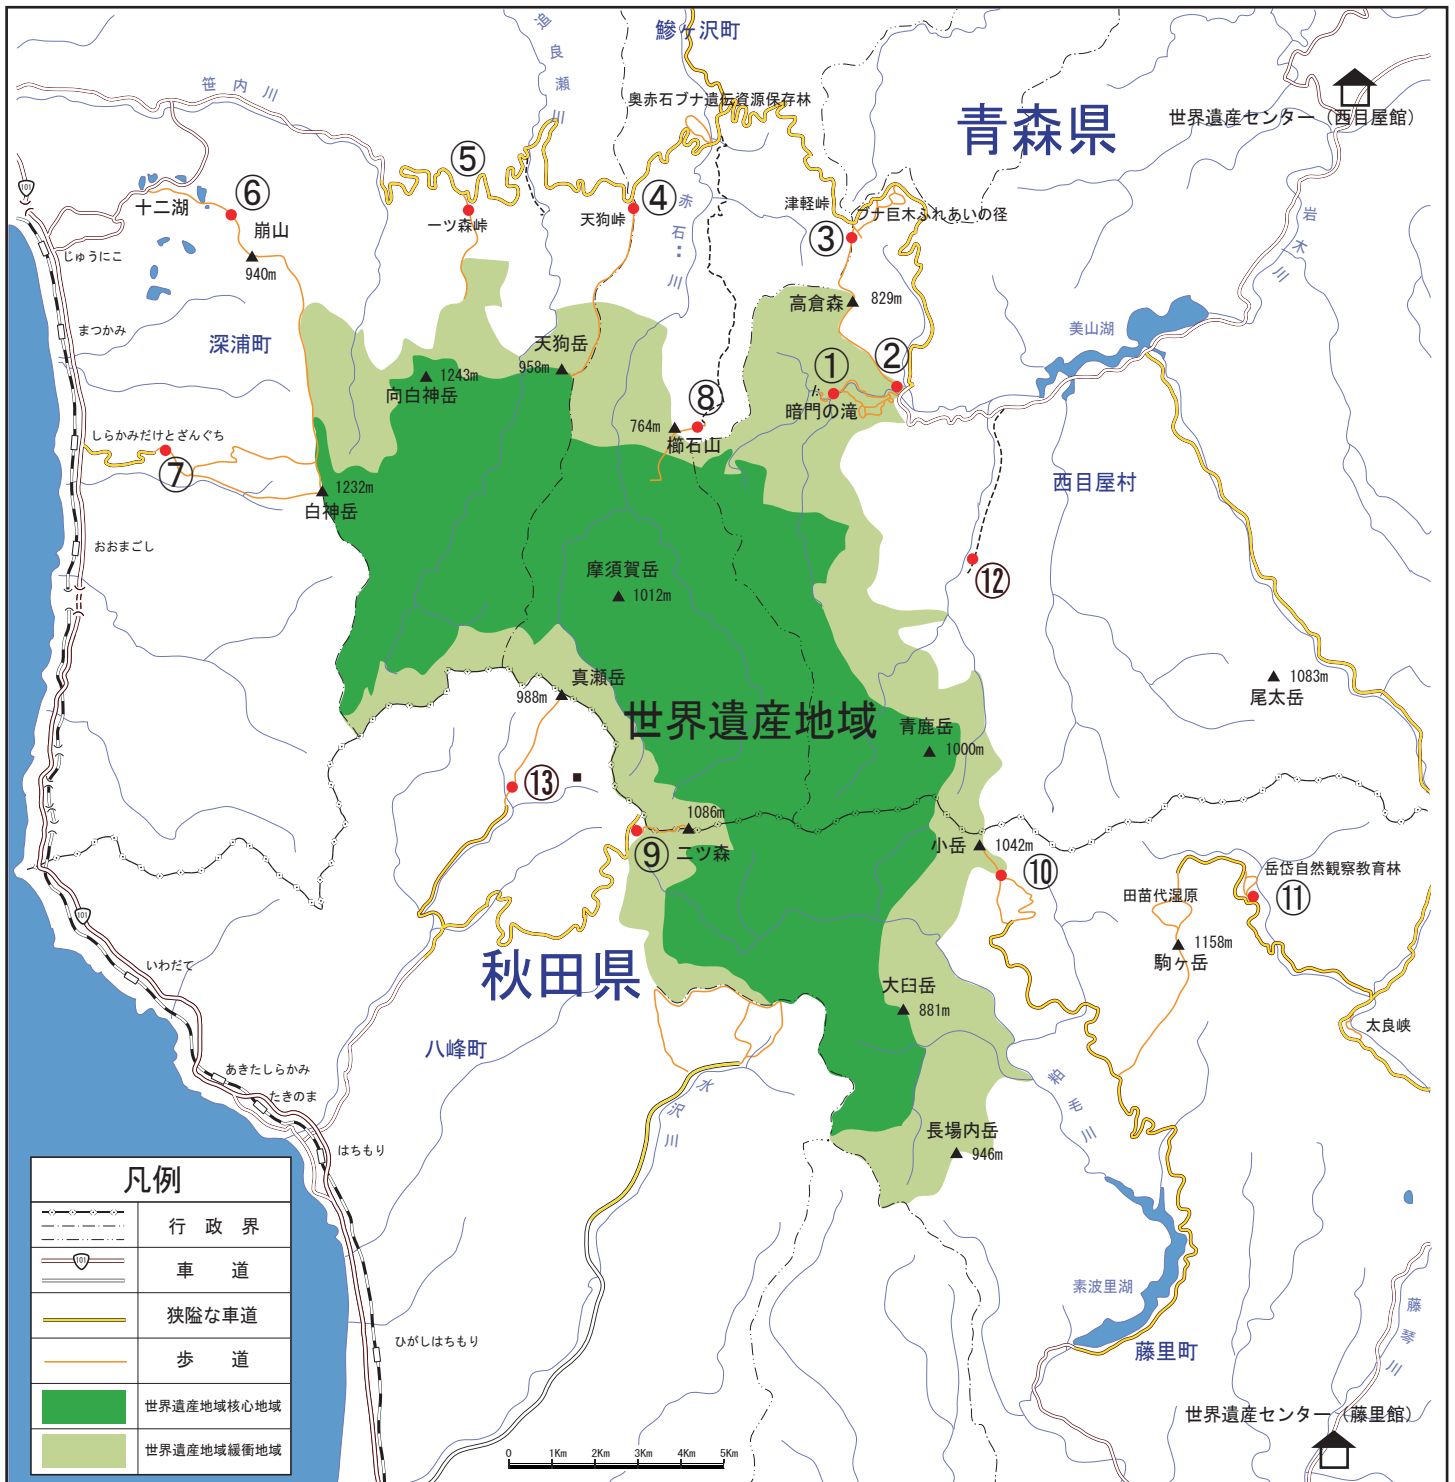 鰺ヶ沢町
追良瀬川
笹内川
奥赤石ブナ遺伝資源保存林
青森県
世界遺産センター（西目屋館）
101
⑤
⑥
④
十二湖
崩山
940m
一ツ森峠
天狗峠
赤石川
津軽峠
ブナ巨木ふれあいの径
③
岩木川
じゅうにこ
高倉森
829m
まつかみ
深浦町
美山湖
天狗岳
958m
1243m
向白神岳
①
②
暗門の滝
⑧
764m
櫛石山
しらかみだけとざんぐち
⑦
1232m
白神岳
西目屋村
おおまごし
摩須賀岳
1012m
⑫
真瀬岳
988m
1083m
尾太岳
世界遺産地域
青鹿岳
1000m
⑬
1086m
二ツ森
⑨
小岳
1042m
⑩
岳岱自然観察教育林
⑪
田苗代湿原
1158m
駒ヶ岳
101
いわだて
秋田県
大臼岳
881m
太良峡
八峰町
あきたしらかみ
たきのま
水沢川
粕毛川
はちもり
長場内岳
946m
凡例
行政界
101
車道
狭隘な車道
歩道
世界遺産地域核心地域
世界遺産地域緩衝地域
ひがしはちもり
素波里湖
藤里町
藤琴川
世界遺産センター（藤里館）
0 1Km 2Km 3Km 4Km 5Km